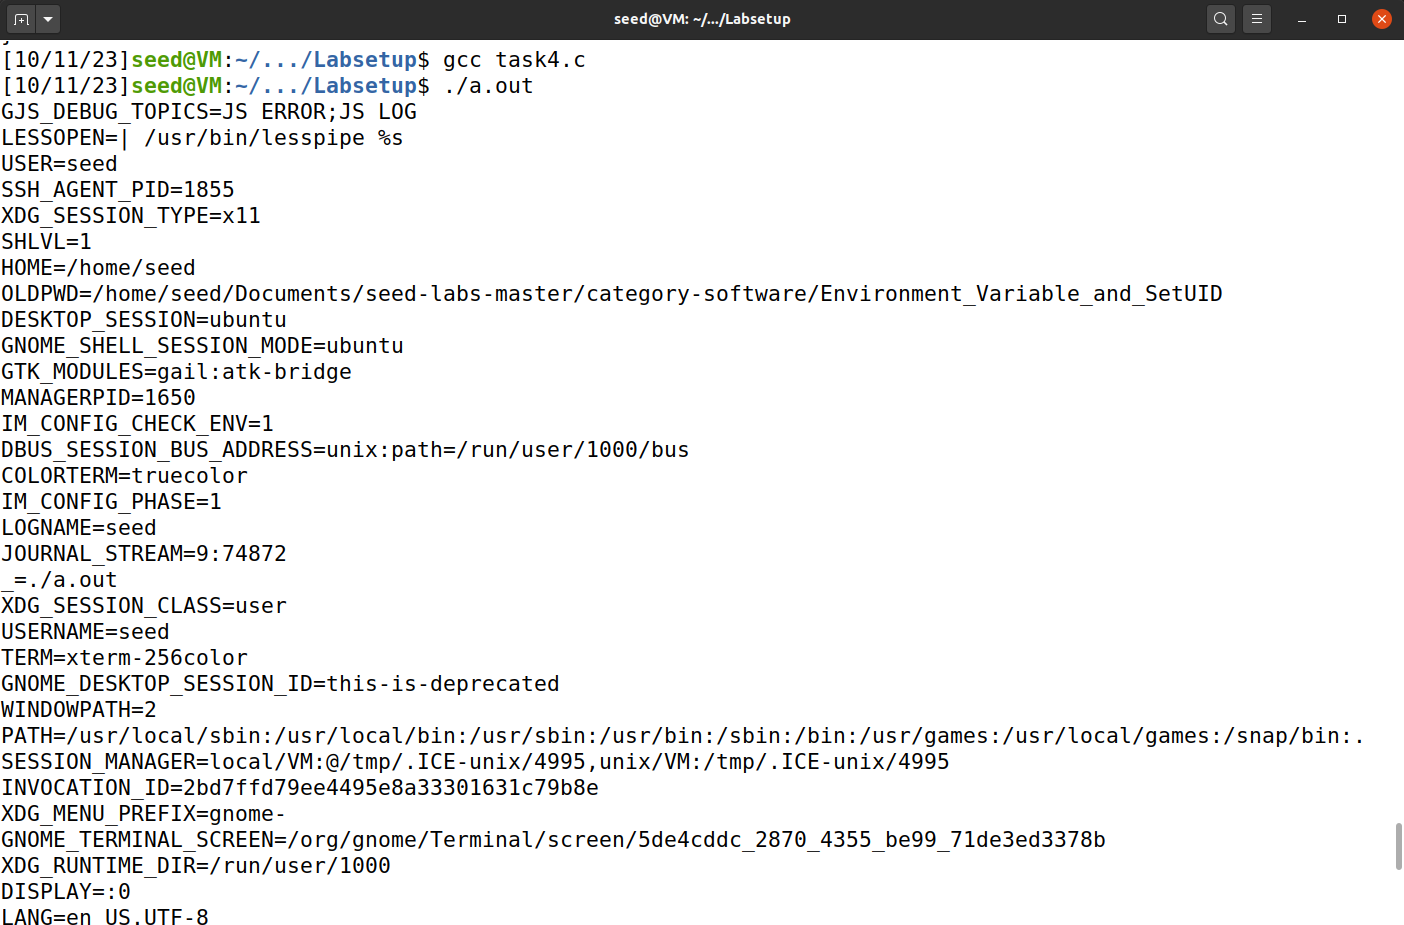 seed@VM: ~/.../Labsetup
[10/11/23]seed@VM:~/.../Labsetup$ gcc task4.c
[10/11/23]seed@VM:~/.../Labsetup$ ./a.out
GJS_DEBUG_TOPICS=JS ERROR;JS LOG
LESSOPEN=| /usr/bin/lesspipe %s
USER=seed
SSH_AGENT_PID=1855
XDG_SESSION_TYPE=x11
SHLVL=1
HOME=/home/seed
OLDPWD=/home/seed/Documents/seed-labs-master/category-software/Environment_Variable_and_SetUID
DESKTOP_SESSION=ubuntu
GNOME_SHELL_SESSION_MODE=ubuntu
GTK_MODULES=gail:atk-bridge
MANAGERPID=1650
IM_CONFIG_CHECK_ENV=1
DBUS_SESSION_BUS_ADDRESS=unix:path=/run/user/1000/bus
COLORTERM=truecolor
IM_CONFIG_PHASE=1
LOGNAME=seed
JOURNAL_STREAM=9:74872
_=./a.out
XDG_SESSION_CLASS=user
USERNAME=seed
TERM=xterm-256color
GNOME_DESKTOP_SESSION_ID=this-is-deprecated
WINDOWPATH=2
PATH=/usr/local/sbin:/usr/local/bin:/usr/sbin:/usr/bin:/sbin:/bin:/usr/games:/usr/local/games:/snap/bin:.
SESSION_MANAGER=local/VM:@/tmp/.ICE-unix/4995,unix/VM:/tmp/.ICE-unix/4995
INVOCATION_ID=2bd7ffd79ee4495e8a33301631c79b8e
XDG_MENU_PREFIX=gnome-
GNOME_TERMINAL_SCREEN=/org/gnome/Terminal/screen/5de4cddc_2870_4355_be99_71de3ed3378b
XDG_RUNTIME_DIR=/run/user/1000
DISPLAY=:0
LANG=en_US.UTF-8